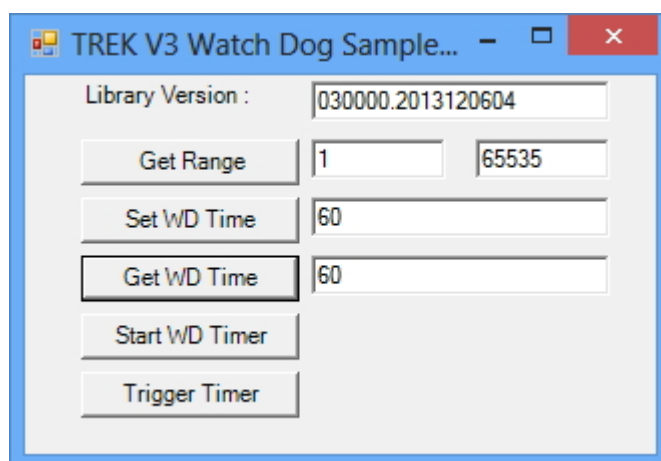 TREK V3 Watch Dog Sample...
Library Version : 030000.2013120604
Get Range 1 65535
Set WD Time 60
Get WD Time 60
Start WD Timer
Trigger Timer